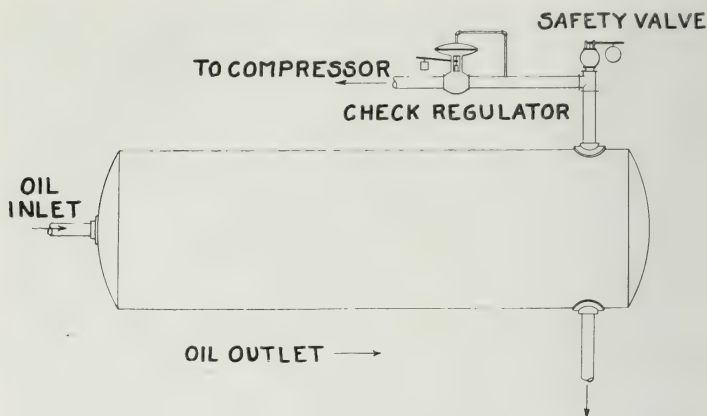 SAFETY VALVE
TO COMPRESSOR
CHECK REGULATOR
OIL
INLET
OIL OUTLET